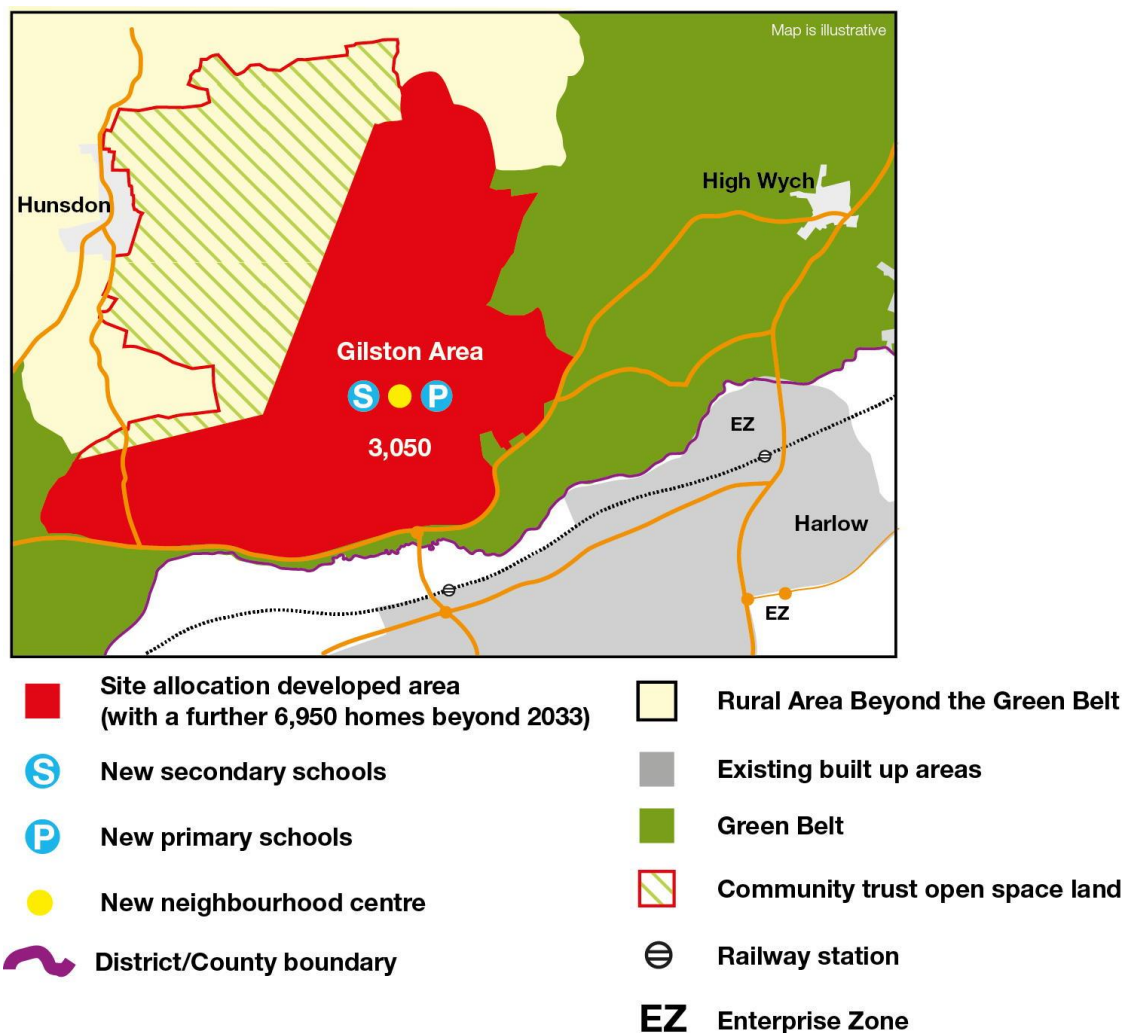 Map is illustrative
High Wych
Hunsdon
Gilston Area
S P
3,050
EZ
Harlow
EZ
Site allocation developed area
(with a further 6,950 homes beyond 2033)
S New secondary schools
P New primary schools
New neighbourhood centre
District/County boundary
Rural Area Beyond the Green Belt
Existing built up areas
Green Belt
Community trust open space land
Railway station
EZ Enterprise Zone